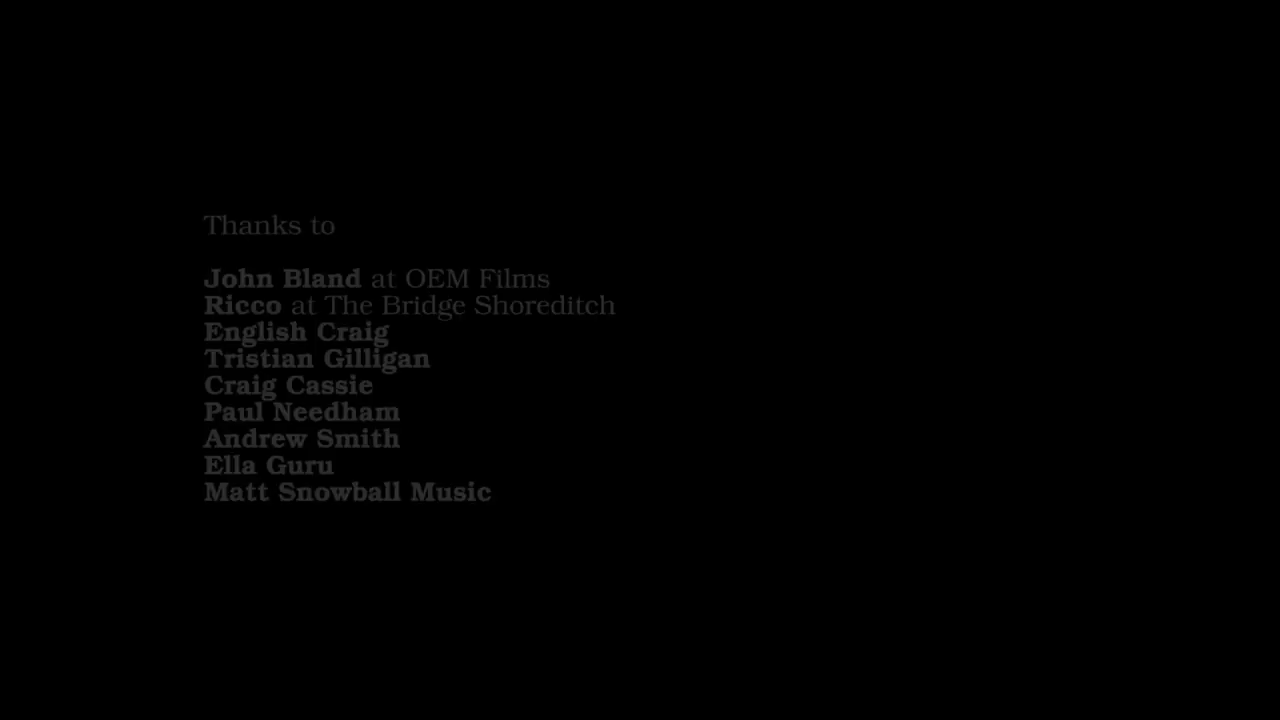 Thanks to
John Bland at OEM Films
Ricco at The Bridge Shoreditch
English Craig
Tristian Gilligan
Craig Cassie
Paul Needham
Andrew Smith
Ella Guru
Matt Snowball Music